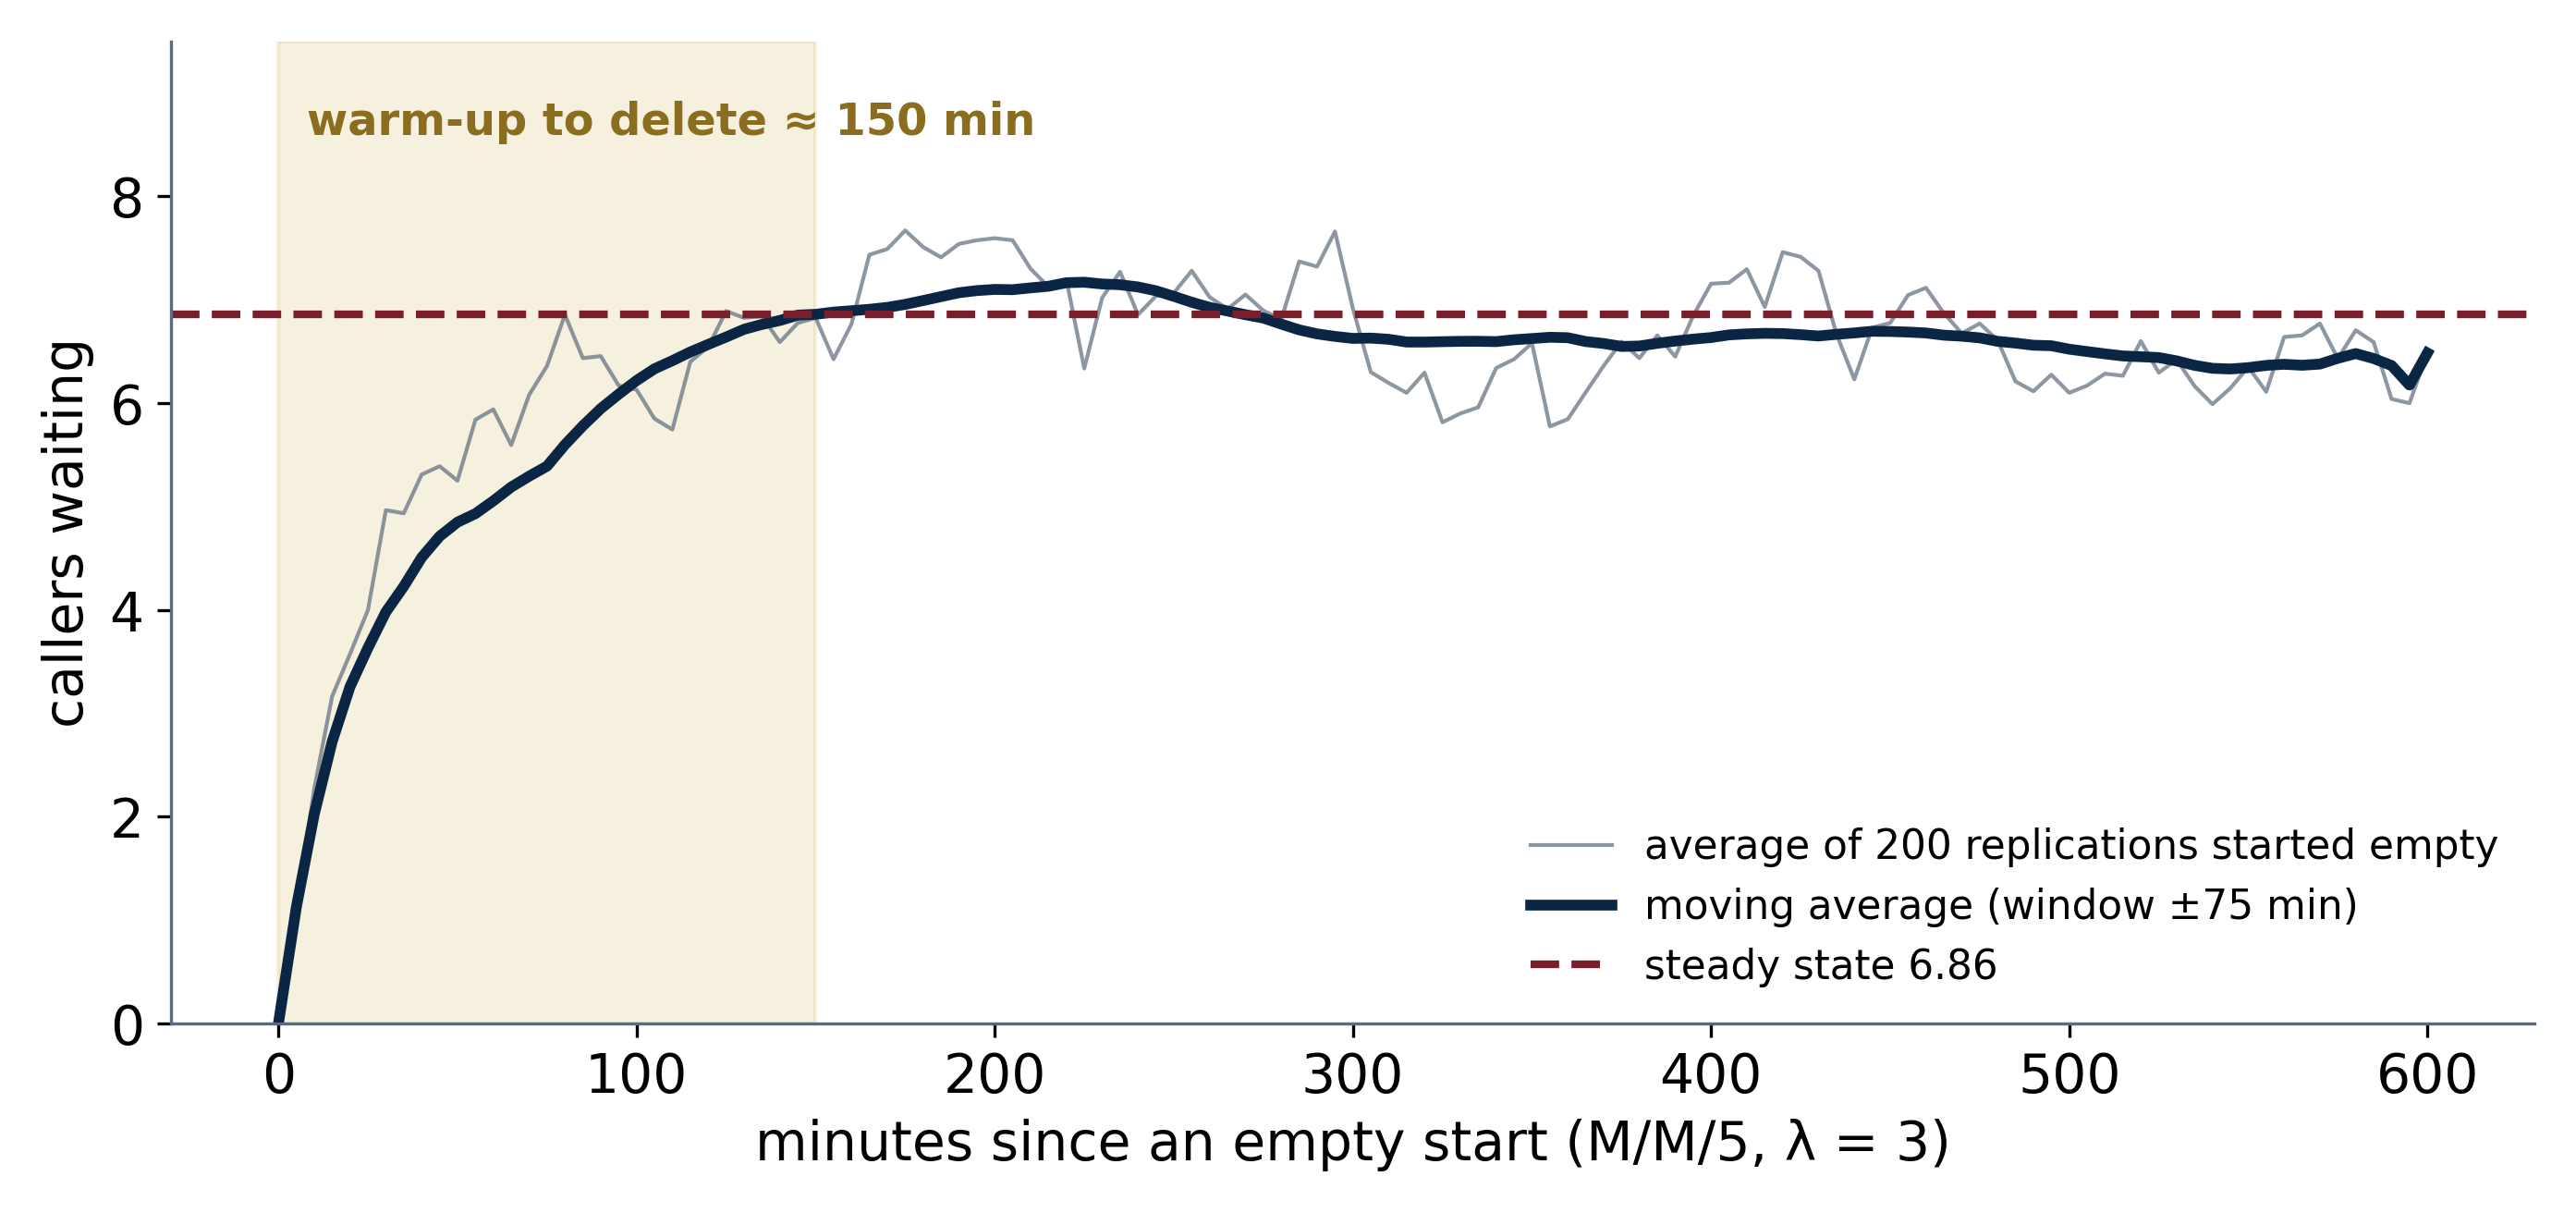 warm-up to delete ≈ 150 min
8
6
4
2
0
callers waiting
average of 200 replications started empty
moving average (window ±75 min)
steady state 6.86
0 100 200 300 400 500 600
minutes since an empty start (M/M/5, λ = 3)